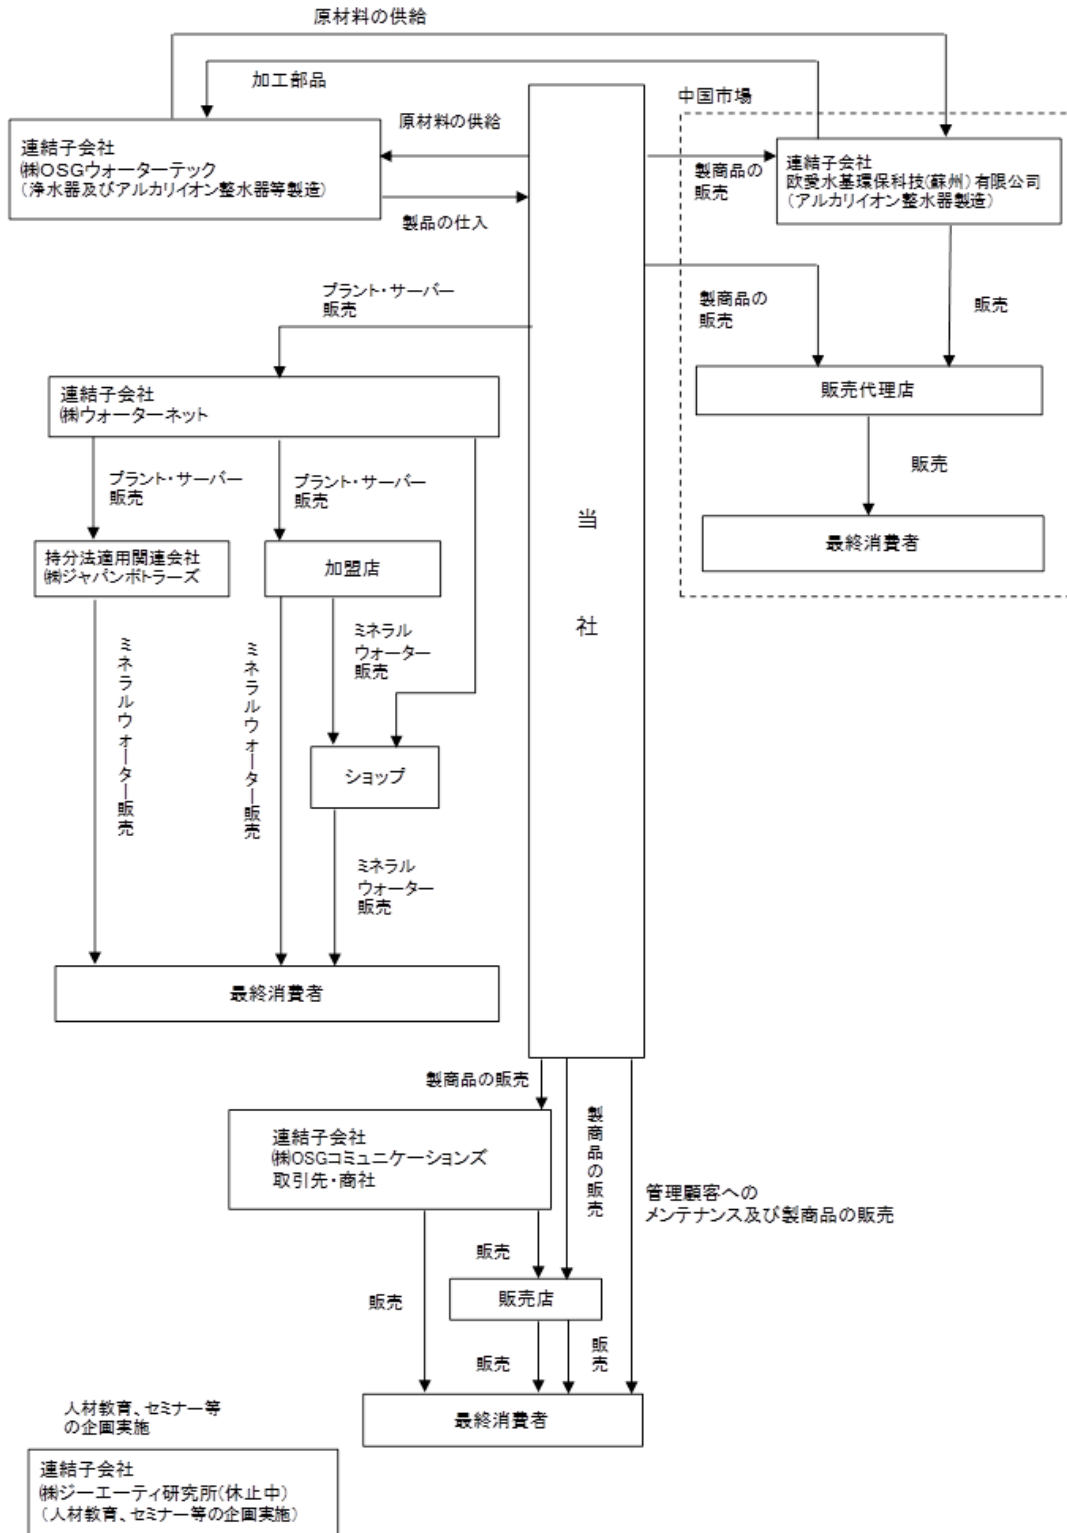 原材料の供給
加工部品
中国市場
連結子会社
㈱OSGウォーターテック
(浄水器及びアルカリイオン整水器等製造)
原材料の供給
製品の仕入
製商品の
販売
連結子会社
欧愛水基環保科技(蘇州)有限公司
(アルカリイオン整水器製造)
プラント・サーバー
販売
製商品の
販売
販売
連結子会社
㈱ウォーターネット
販売代理店
プラント・サーバー
販売
プラント・サーバー
販売
販売
当
社
最終消費者
持分法適用関連会社
㈱ジャパンボトラーズ
加盟店
ミネラルウォーター販売
ミネラルウォーター販売
ミネラル
ウォーター
販売
ショップ
ミネラル
ウォーター
販売
最終消費者
製商品の販売
連結子会社
㈱OSGコミュニケーションズ
取引先・商社
製商品の販売
管理顧客への
メンテナンス及び製商品の販売
販売
販売
販売店
販売
販売
最終消費者
人材教育、セミナー等
の企画実施
連結子会社
㈱ジーエーティ研究所(休止中)
(人材教育、セミナー等の企画実施)